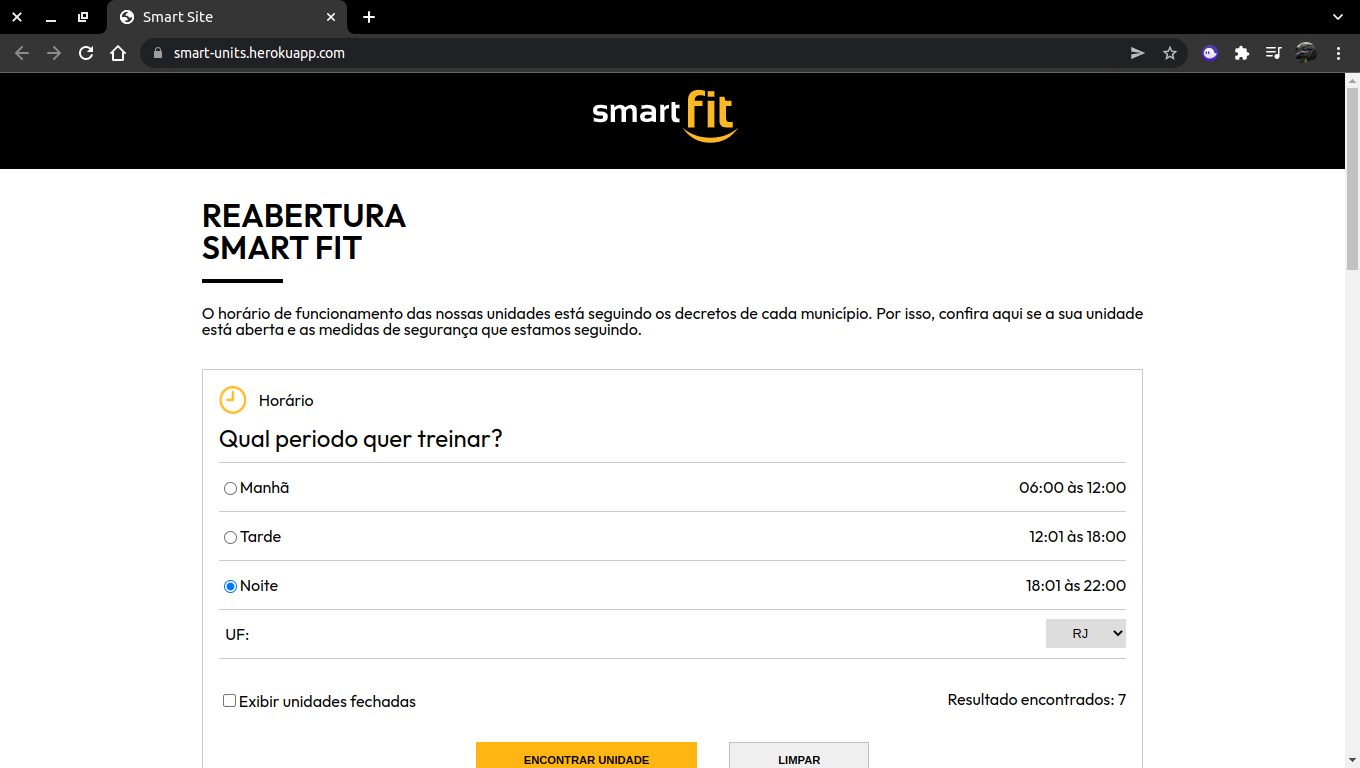 Smart Site
smart-units.herokuapp.com
smart fit
REABERTURA
SMART FIT
O horário de funcionamento das nossas unidades está seguindo os decretos de cada município. Por isso, confira aqui se a sua unidade
está aberta e as medidas de segurança que estamos seguindo.
Horário
Qual periodo quer treinar?
Manhã 06:00 às 12:00
Tarde 12:01 às 18:00
Noite 18:01 às 22:00
UF: RJ
Exibir unidades fechadas Resultado encontrados: 7
ENCONTRAR UNIDADE LIMPAR